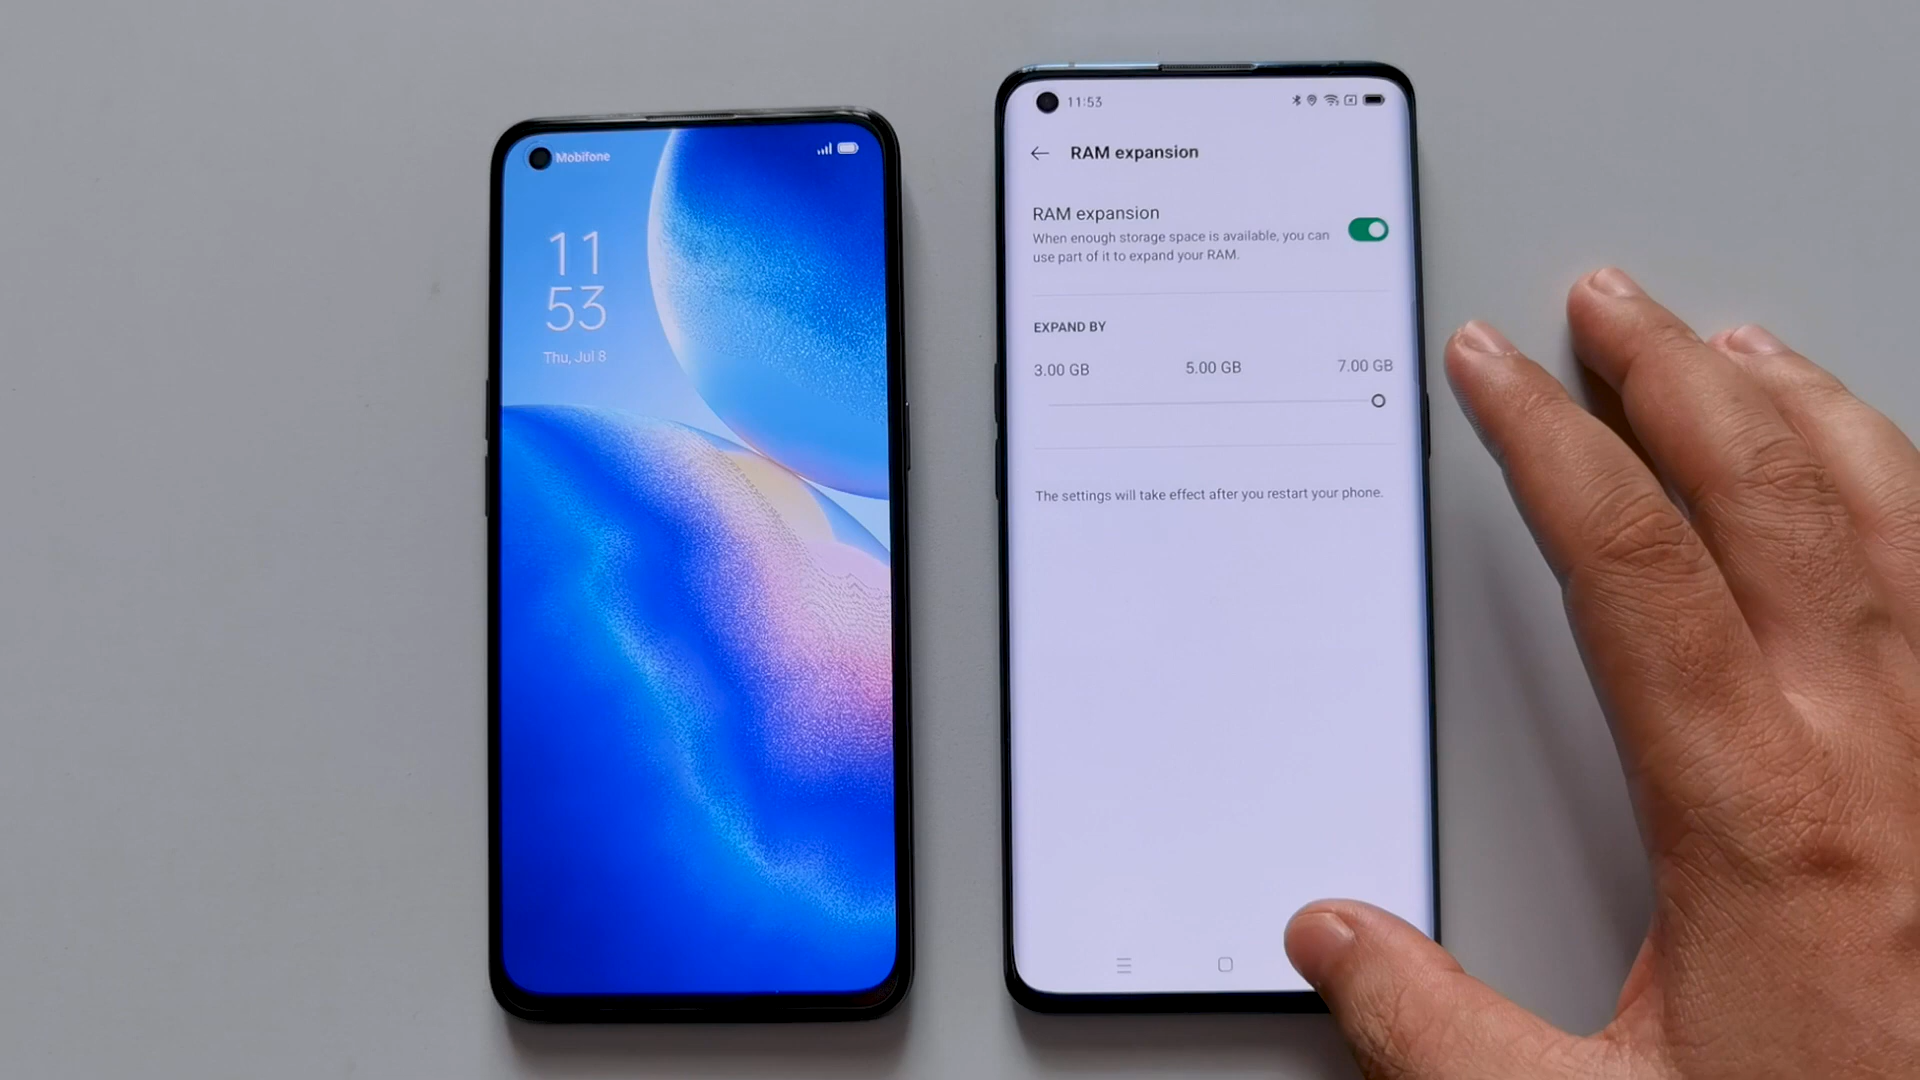 Mobifone
11
53
Thu, Jul 8
11:53
RAM expansion
RAM expansion
When enough storage space is available, you can
use part of it to expand your RAM.
EXPAND BY
3.00 GB 5.00 GB 7.00 GB
The settings will take effect after you restart your phone.